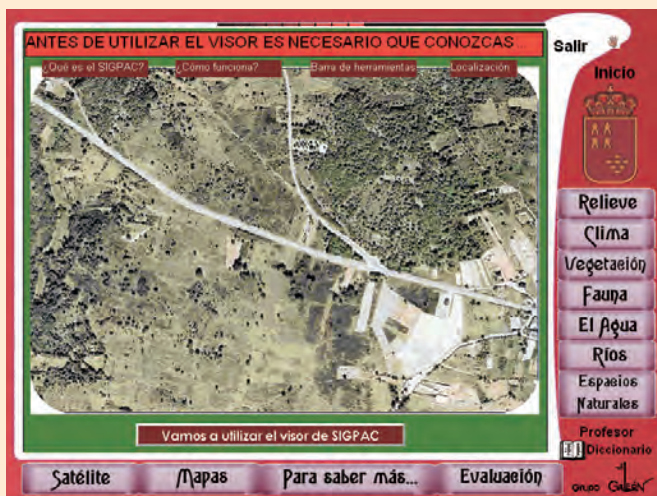 ANTES DE UTILIZAR EL VISOR ES NECESARIO QUE CONOZCAS
¿Qué es el SIGPAC?
¿Cómo funciona?
Barra de herramientas
Localización
Vamos a utilizar el visor de SIGPAC
Salir
Inicio
Relieve
Clima
Vegetación
Fauna
El Agua
Ríos
Espacios
Naturales
Profesor
Diccionario
Satélite
Mapas
Para saber más...
Evaluación
GRUPO GALEÓN